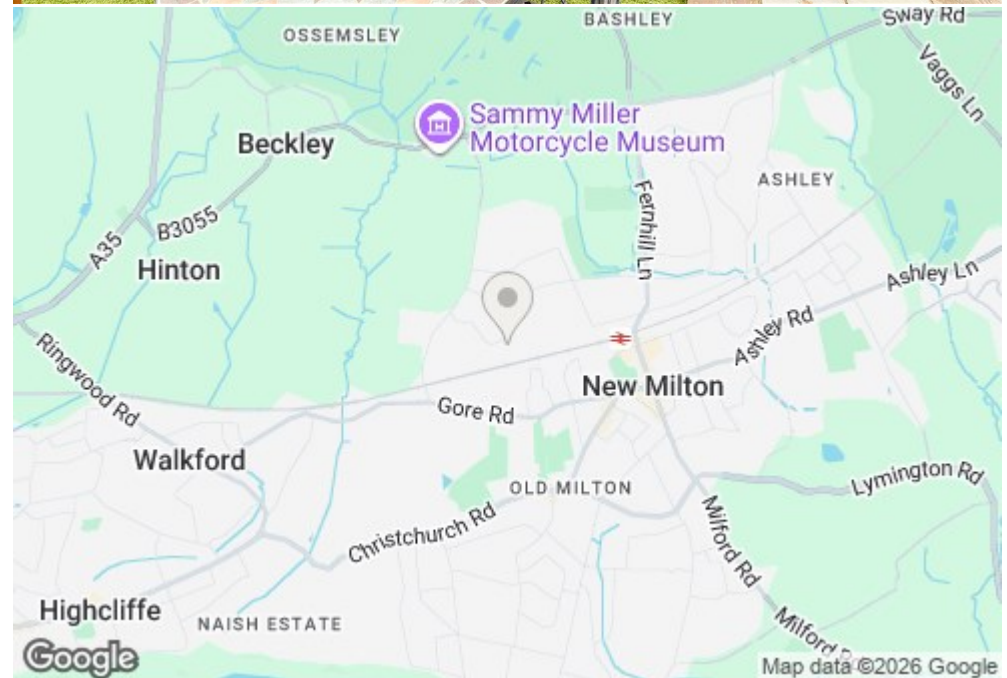 BASHLEY
Sway Rd
OSSEMSLEY
Vaggs Ln
Sammy Miller
Motorcycle Museum
Beckley
ASHLEY
Fernhill Ln
B3055
A35
Hinton
Ashley Ln
Ashley Rd
Ringwood Rd
New Milton
Gore Rd
Walkford
Lymington Rd
OLD MILTON
Christchurch Rd
Milford Rd
Highcliffe
NAISH ESTATE
Milford
Google
Map data ©2026 Google